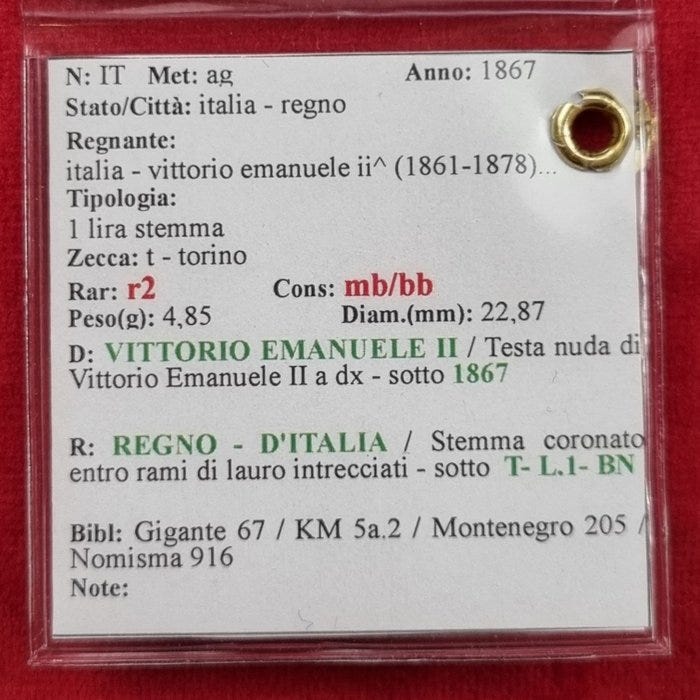 N: IT Met: ag Anno: 1867
Stato/Città: italia - regno
Regnante:
italia - vittorio emanuele ii^ (1861-1878)...
Tipologia:
1 lira stemma
Zecca: t - torino
Rar: r2 Cons: mb/bb
Peso(g): 4,85 Diam.(mm): 22,87
D: VITTORIO EMANUELE II / Testa nuda di
Vittorio Emanuele II a dx - sotto 1867
R: REGNO - D'ITALIA / Stemma coronato
entro rami di lauro intrecciati - sotto T- L.1- BN
Bibl: Gigante 67 / KM 5a.2 / Montenegro 205 /
Nomisma 916
Note: